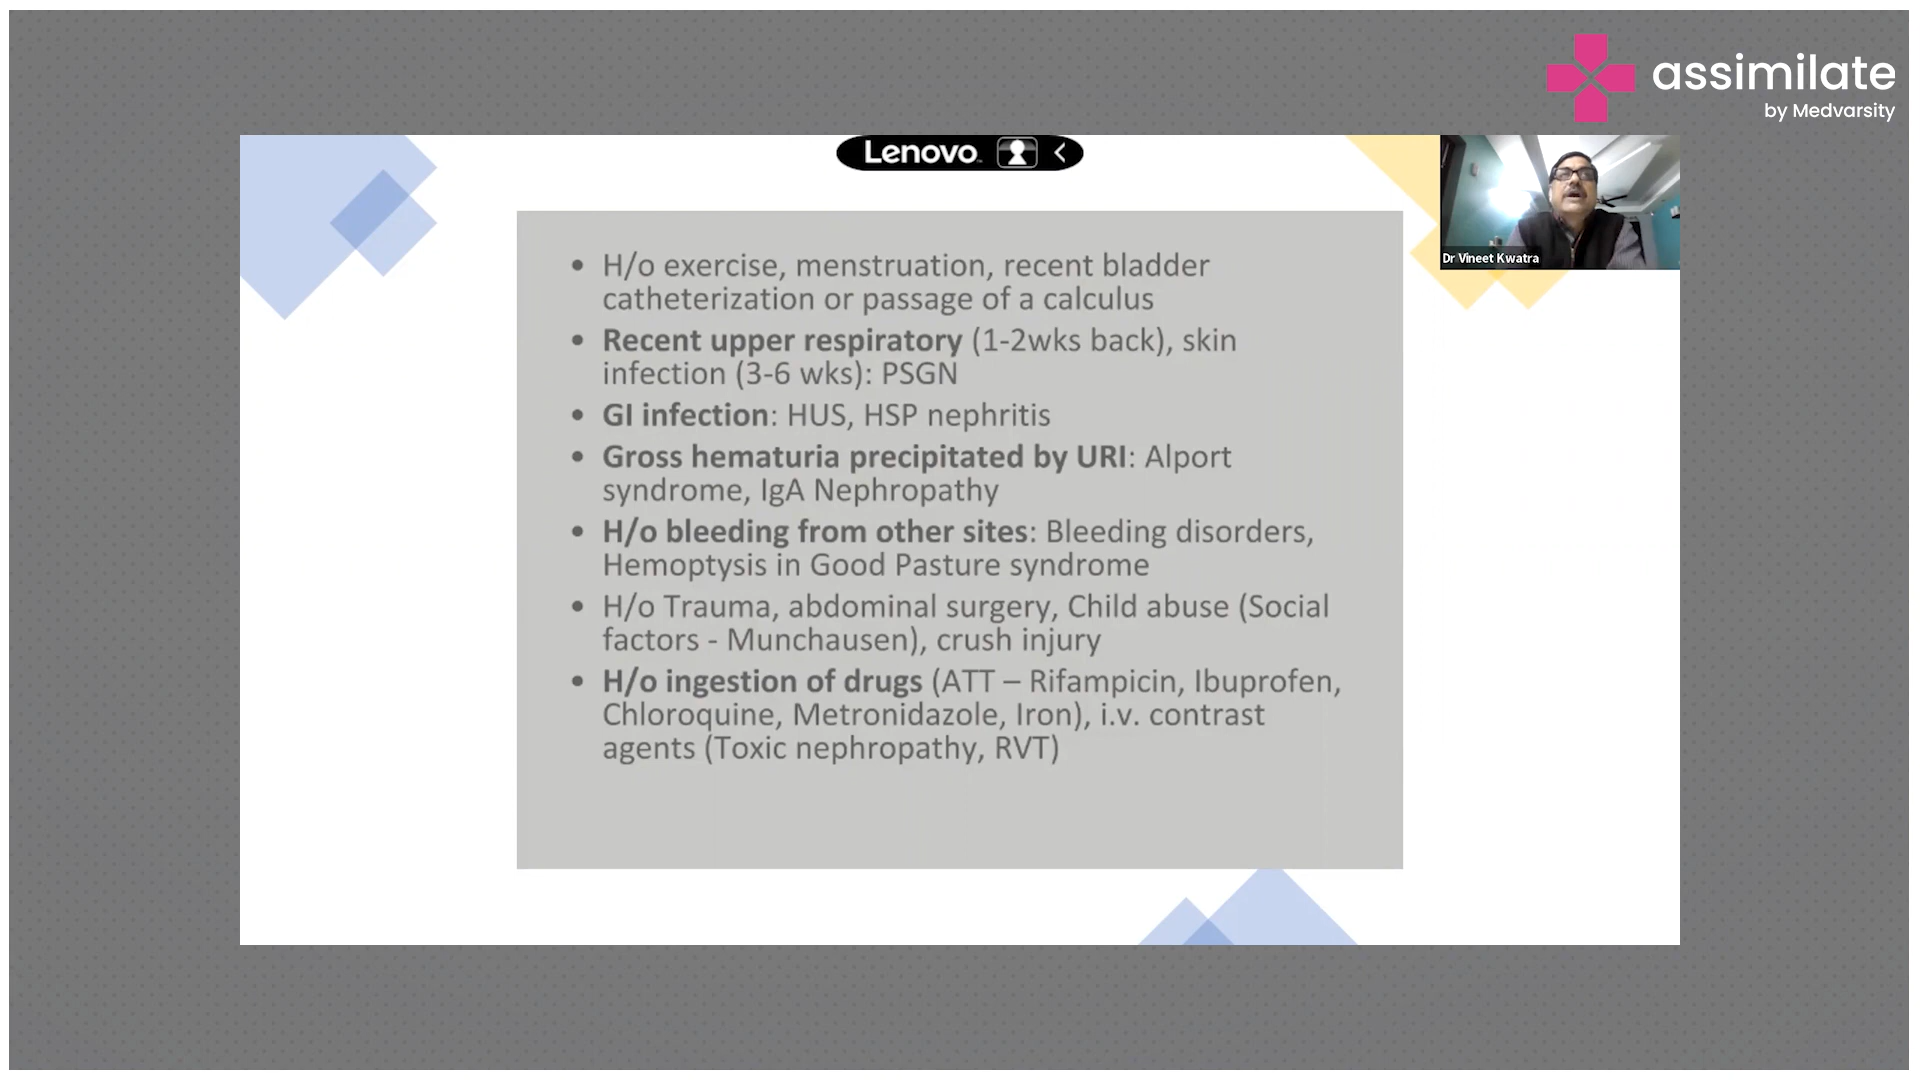 assimilate
by Medvarsity
Lenovo
Dr Vineet Kwatra
• H/o exercise, menstruation, recent bladder
catheterization or passage of a calculus
• Recent upper respiratory (1-2wks back), skin
infection (3-6 wks): PSGN
• GI infection: HUS, HSP nephritis
• Gross hematuria precipitated by URI: Alport
syndrome, IgA Nephropathy
• H/o bleeding from other sites: Bleeding disorders,
Hemoptysis in Good Pasture syndrome
• H/o Trauma, abdominal surgery, Child abuse (Social
factors - Munchausen), crush injury
• H/o ingestion of drugs (ATT – Rifampicin, Ibuprofen,
Chloroquine, Metronidazole, Iron), i.v. contrast
agents (Toxic nephropathy, RVT)